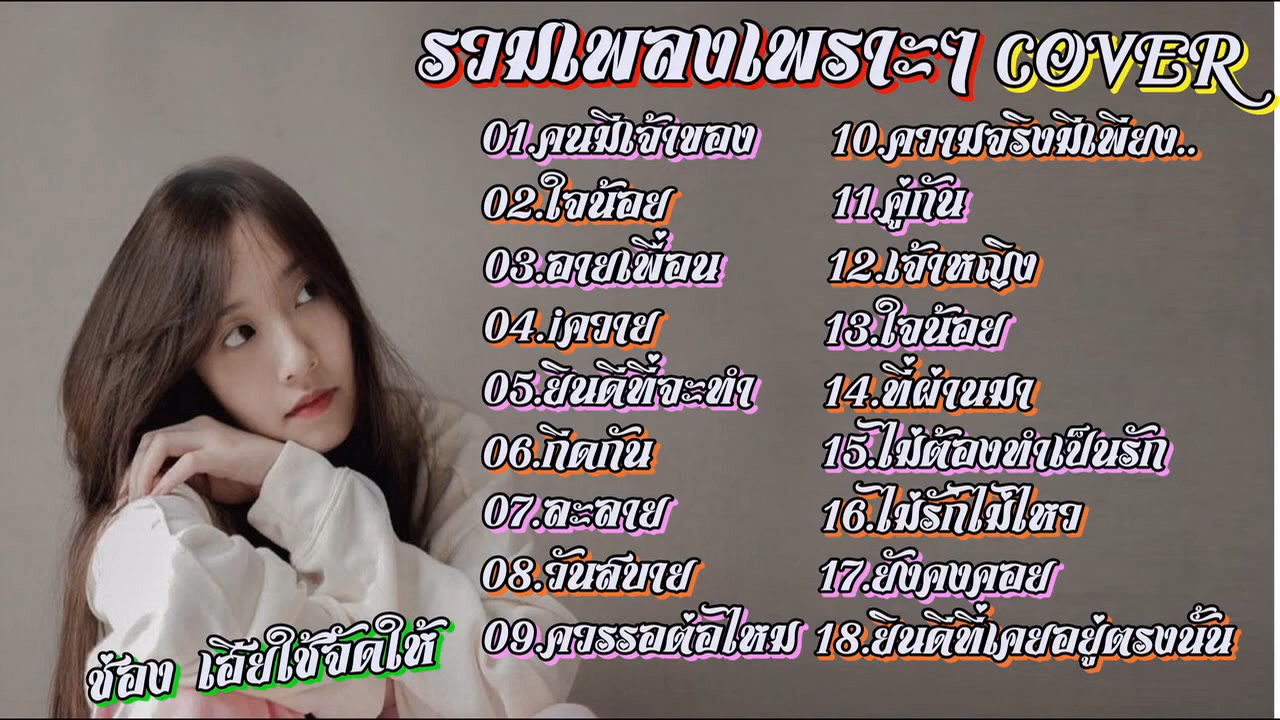 รวมเพลงเพราะๆ COVER
01.คนมีเจ้าของ
02.ใจน้อย
03.อายเพื่อน
04.iควาย
05.ยินดีที่จะทำ
06.กีดกัน
07.ละลาย
08.วันสบาย
09.ควรรอต่อไหม
10.ความจริงมีเพียง..
11.คู่กัน
12.เจ้าหญิง
13.ใจน้อย
14.ที่ผ่านมา
15.ไม่ต้องทำเป็นรัก
16.ไม่รักไม่ไหว
17.ยังคงคอย
18.ยินดีที่เคยอยู่ตรงนั้น
ช่อง เอียใช้จัดให้